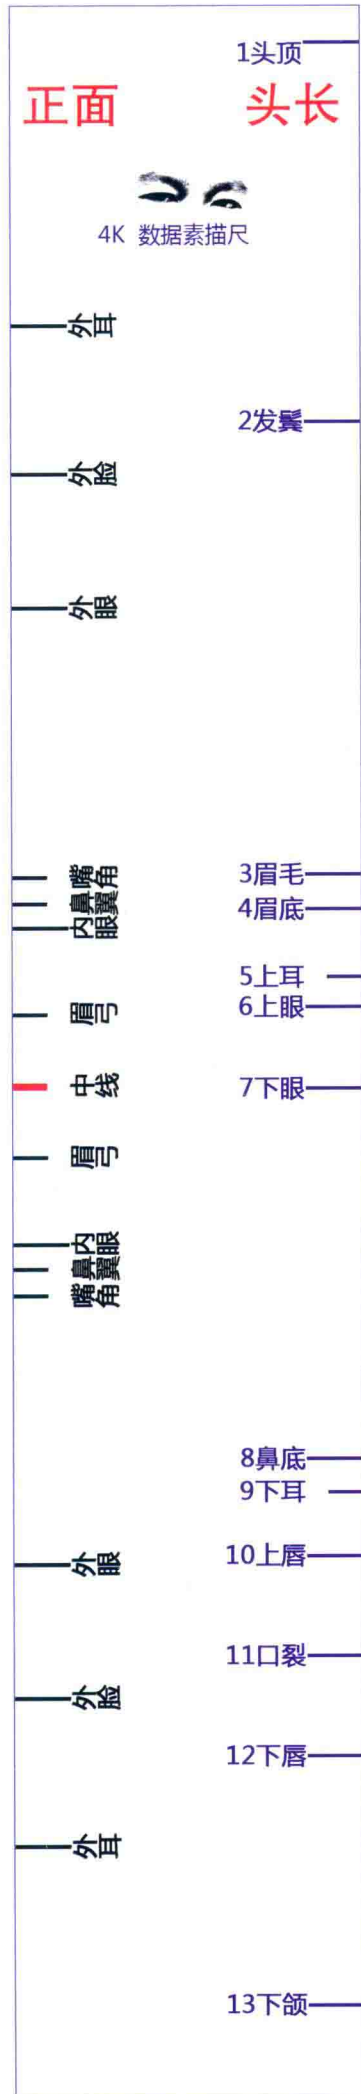 1头顶
正面 头长
4K 数据素描尺
外耳
2发鬓
外脸
外眼
3眉毛
嘴角
鼻翼
4眉底
内眼
5上耳
6上眼
眉弓
中线
7下眼
眉弓
内眼
鼻翼
嘴角
8鼻底
9下耳
10上唇
外眼
11口裂
外脸
12下唇
外耳
13下颌